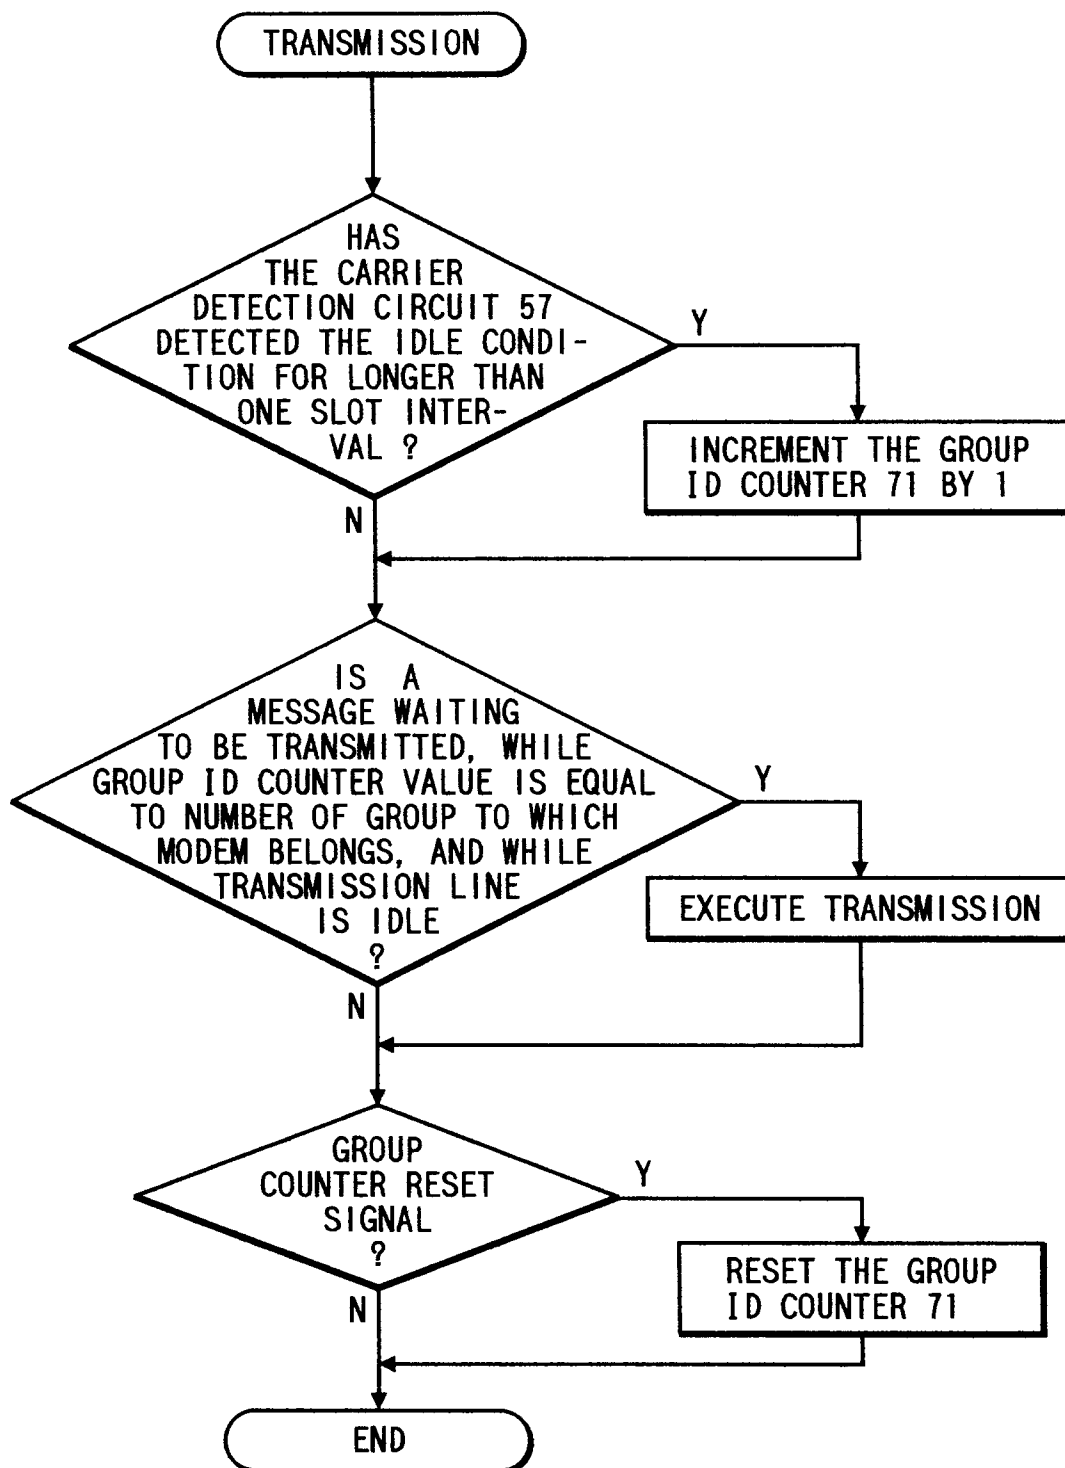 TRANSMISSION
HAS
THE CARRIER
DETECTION CIRCUIT 57
DETECTED THE IDLE CONDI-
TION FOR LONGER THAN
ONE SLOT INTER-
VAL ?
Y
INCREMENT THE GROUP
ID COUNTER 71 BY 1
N
IS A
MESSAGE WAITING
TO BE TRANSMITTED, WHILE
GROUP ID COUNTER VALUE IS EQUAL
TO NUMBER OF GROUP TO WHICH
MODEM BELONGS, AND WHILE
TRANSMISSION LINE
IS IDLE
?
Y
EXECUTE TRANSMISSION
N
GROUP
COUNTER RESET
SIGNAL
?
Y
RESET THE GROUP
ID COUNTER 71
N
END